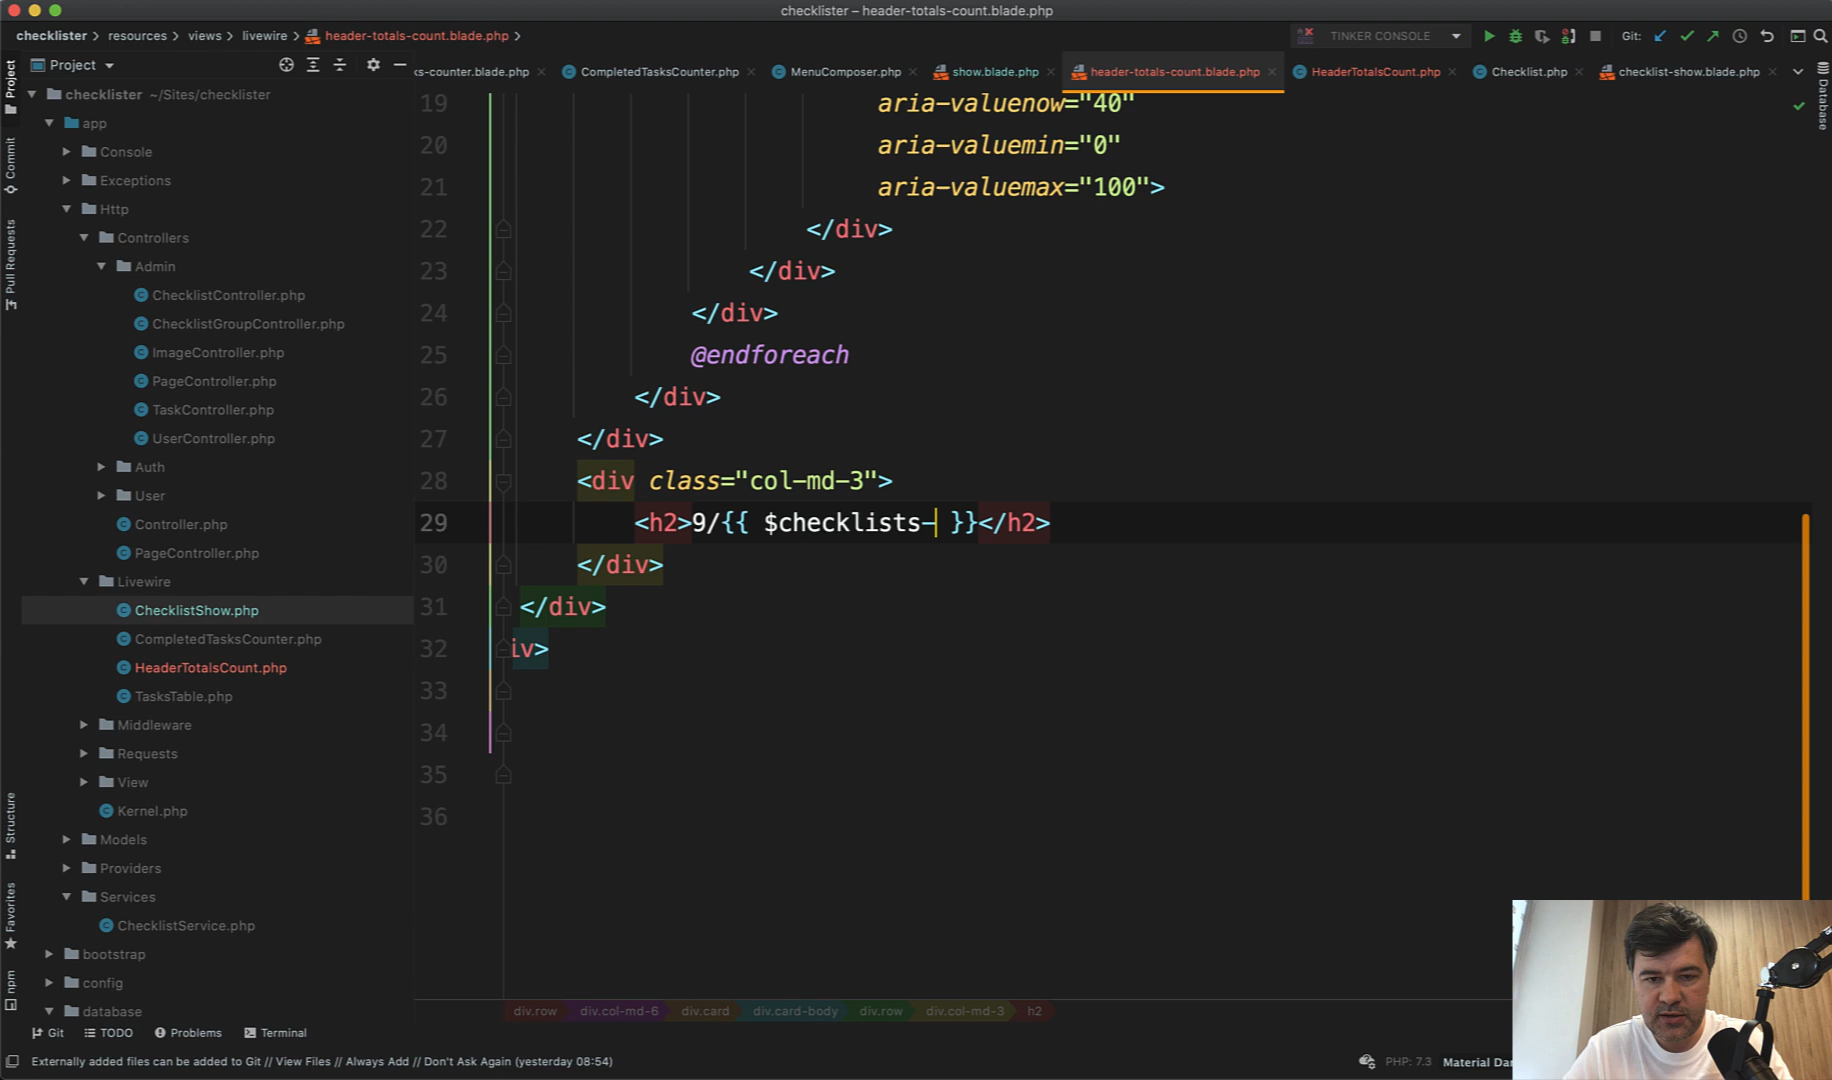 checklister – header-totals-count.blade.php
checklister > resources > views > livewire > header-totals-count.blade.php >
TINKER CONSOLE
Git:
Project
ks-counter.blade.php
CompletedTasksCounter.php
MenuComposer.php
show.blade.php
header-totals-count.blade.php
HeaderTotalsCount.php
Checklist.php
checklist-show.blade.php
Project
Commit
Pull Requests
Structure
Favorites
npm
Database
checklister ~/Sites/checklister
app
Console
Exceptions
Http
Controllers
Admin
ChecklistController.php
ChecklistGroupController.php
ImageController.php
PageController.php
TaskController.php
UserController.php
Auth
User
Controller.php
PageController.php
Livewire
ChecklistShow.php
CompletedTasksCounter.php
HeaderTotalsCount.php
TasksTable.php
Middleware
Requests
View
Kernel.php
Models
Providers
Services
ChecklistService.php
bootstrap
config
database
19 aria-valuenow="40"
20 aria-valuemin="0"
21 aria-valuemax="100">
22 </div>
23 </div>
24 </div>
25 @endforeach
26 </div>
27 </div>
28 <div class="col-md-3">
29 <h2>9/{{ $checklists- }}</h2>
30 </div>
31 </div>
32 iv>
33
34
35
36
div.row div.col-md-6 div.card div.card-body div.row div.col-md-3 h2
Git TODO Problems Terminal
Externally added files can be added to Git // View Files // Always Add // Don't Ask Again (yesterday 08:54)
PHP: 7.3 Material Da